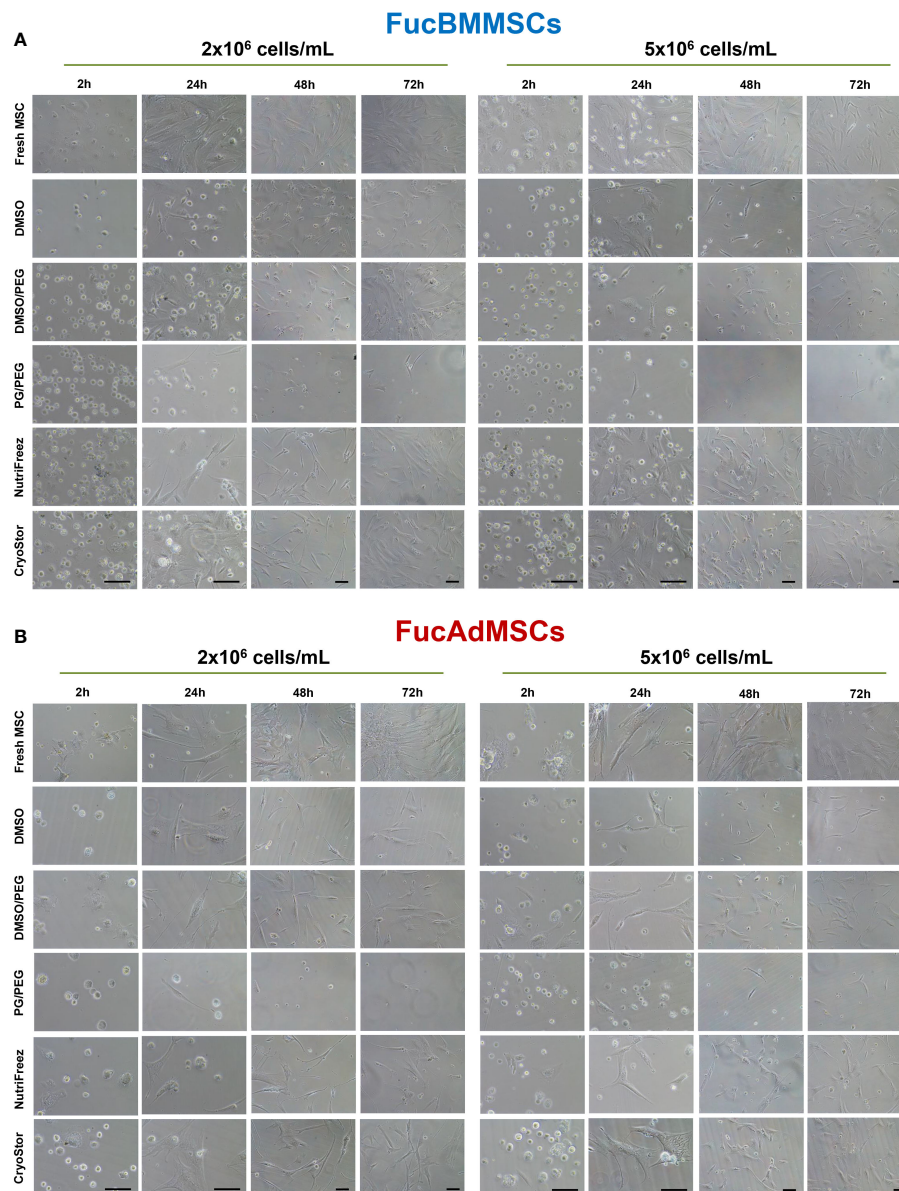 A
FucBMMSCs
2x10⁶ cells/mL 5x10⁶ cells/mL
2h 24h 48h 72h 2h 24h 48h 72h
Fresh MSC
DMSO
DMSO/PEG
PG/PEG
NutriFreez
CryoStor
B
FucAdMSCs
2x10⁶ cells/mL 5x10⁶ cells/mL
2h 24h 48h 72h 2h 24h 48h 72h
Fresh MSC
DMSO
DMSO/PEG
PG/PEG
NutriFreez
CryoStor